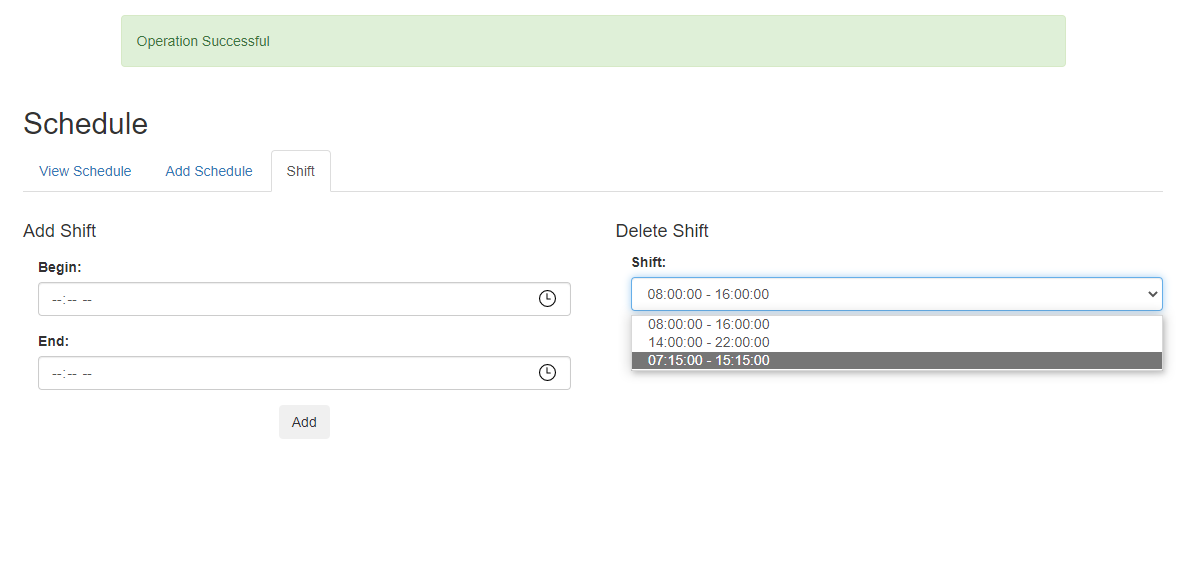 Operation Successful
Schedule
View Schedule
Add Schedule
Shift
Add Shift
Begin:
--:-- --
End:
--:-- --
Add
Delete Shift
Shift:
08:00:00 - 16:00:00
08:00:00 - 16:00:00
14:00:00 - 22:00:00
07:15:00 - 15:15:00